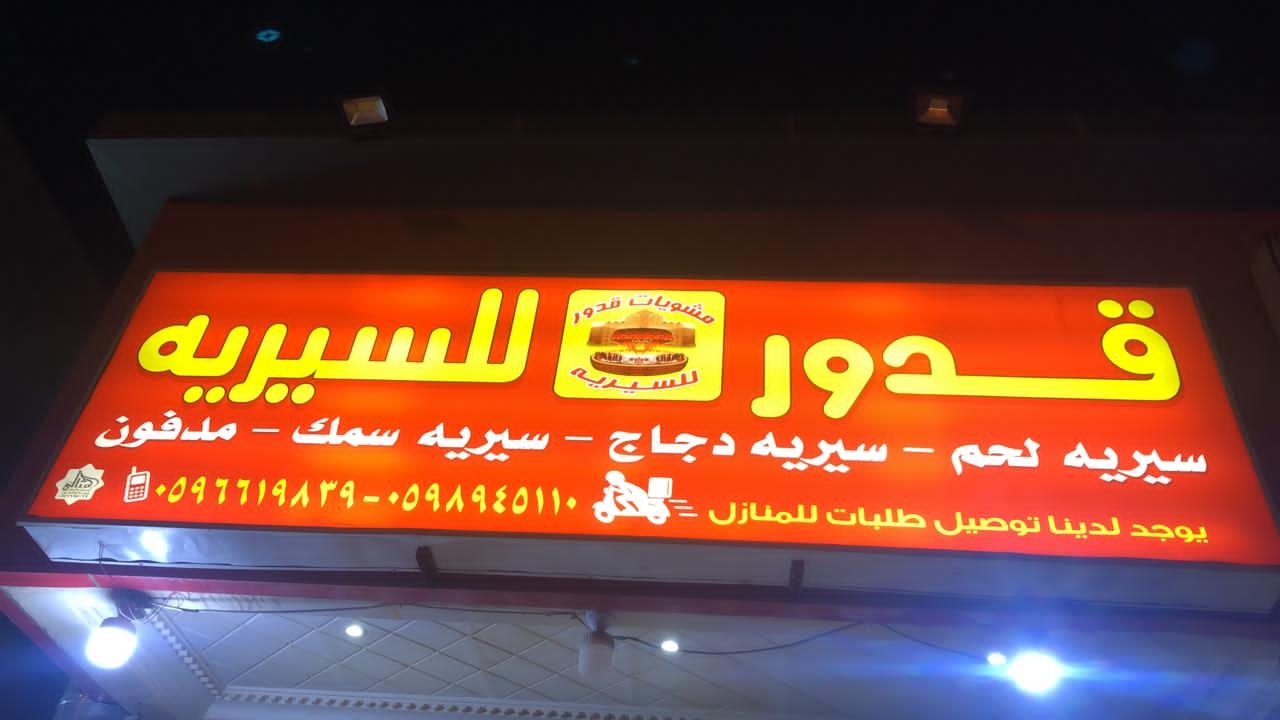 قدور للسيريه
مشويات قدور
للسيريه
سيريه لحم - سيريه دجاج - سيريه سمك - مدفون
يوجد لدينا توصيل طلبات للمنازل
٠٥٩٦٦١٩٨٣٩-٠٥٩٨٩٤٥١١٠